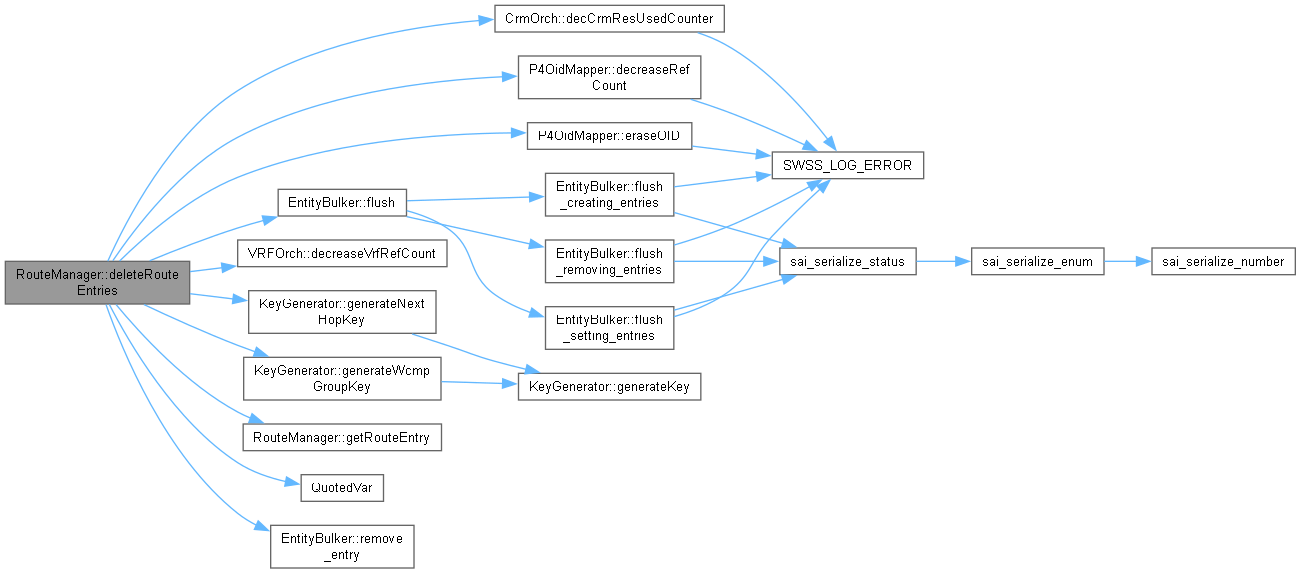 CrmOrch::decCrmResUsedCounter
P4OidMapper::decreaseRef
Count
P4OidMapper::eraseOID
SWSS_LOG_ERROR
EntityBulker::flush
EntityBulker::flush
_creating_entries
VRFOrch::decreaseVrfRefCount
EntityBulker::flush
_removing_entries
sai_serialize_status
sai_serialize_enum
sai_serialize_number
RouteManager::deleteRoute
Entries
KeyGenerator::generateNext
HopKey
EntityBulker::flush
_setting_entries
KeyGenerator::generateWcmp
GroupKey
KeyGenerator::generateKey
RouteManager::getRouteEntry
QuotedVar
EntityBulker::remove
_entry